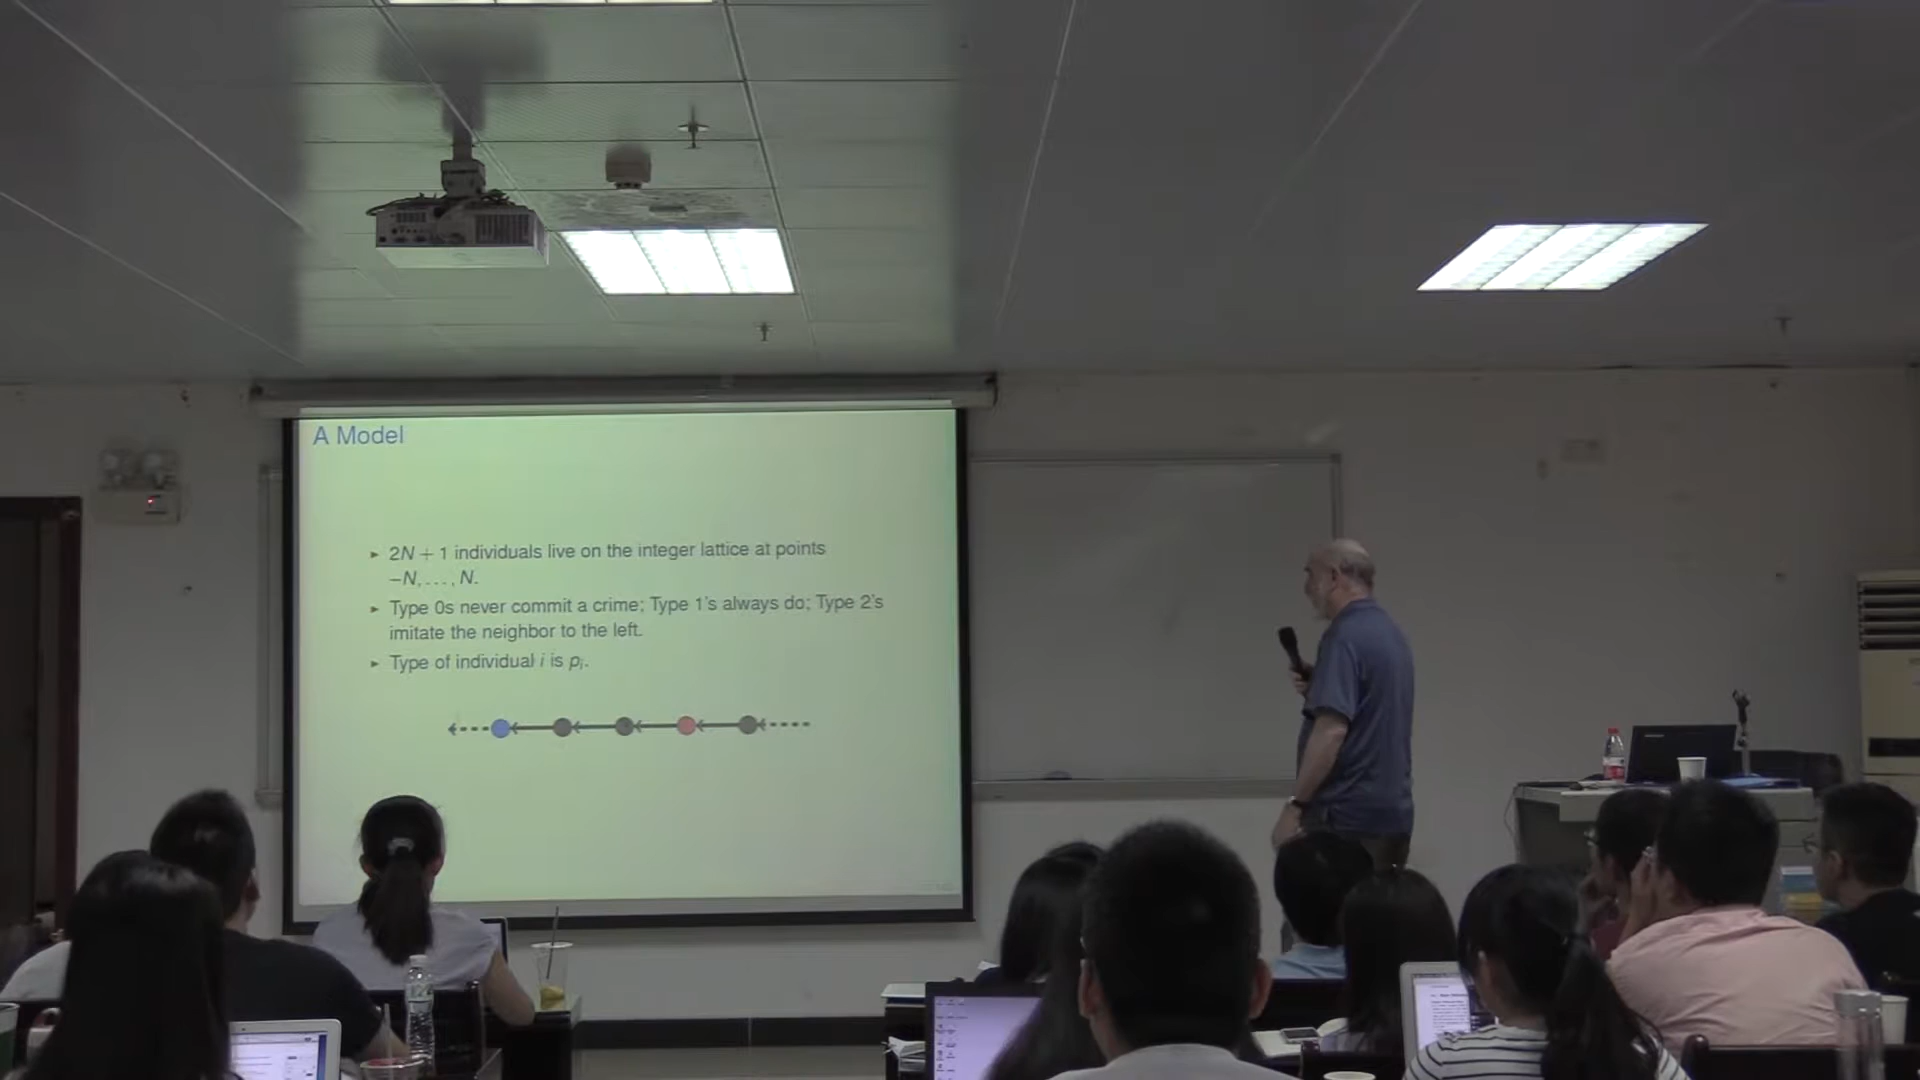 A Model
▸ 2N + 1 individuals live on the integer lattice at points
−N, . . . , N.
▸ Type 0s never commit a crime; Type 1's always do; Type 2's
imitate the neighbor to the left.
▸ Type of individual i is pᵢ.